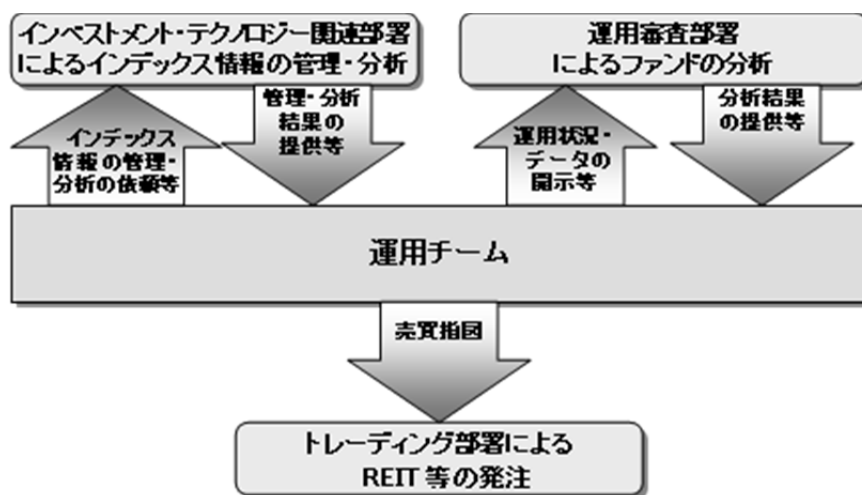 インベストメント・テクノロジー関連部署
によるインデックス情報の管理・分析
運用審査部署
によるファンドの分析
インデックス
情報の管理・
分析の依頼等
管理・分析
結果の
提供等
運用状況・
データの
開示等
分析結果
の提供等
運用チーム
売買指図
トレーディング部署による
REIT 等の発注